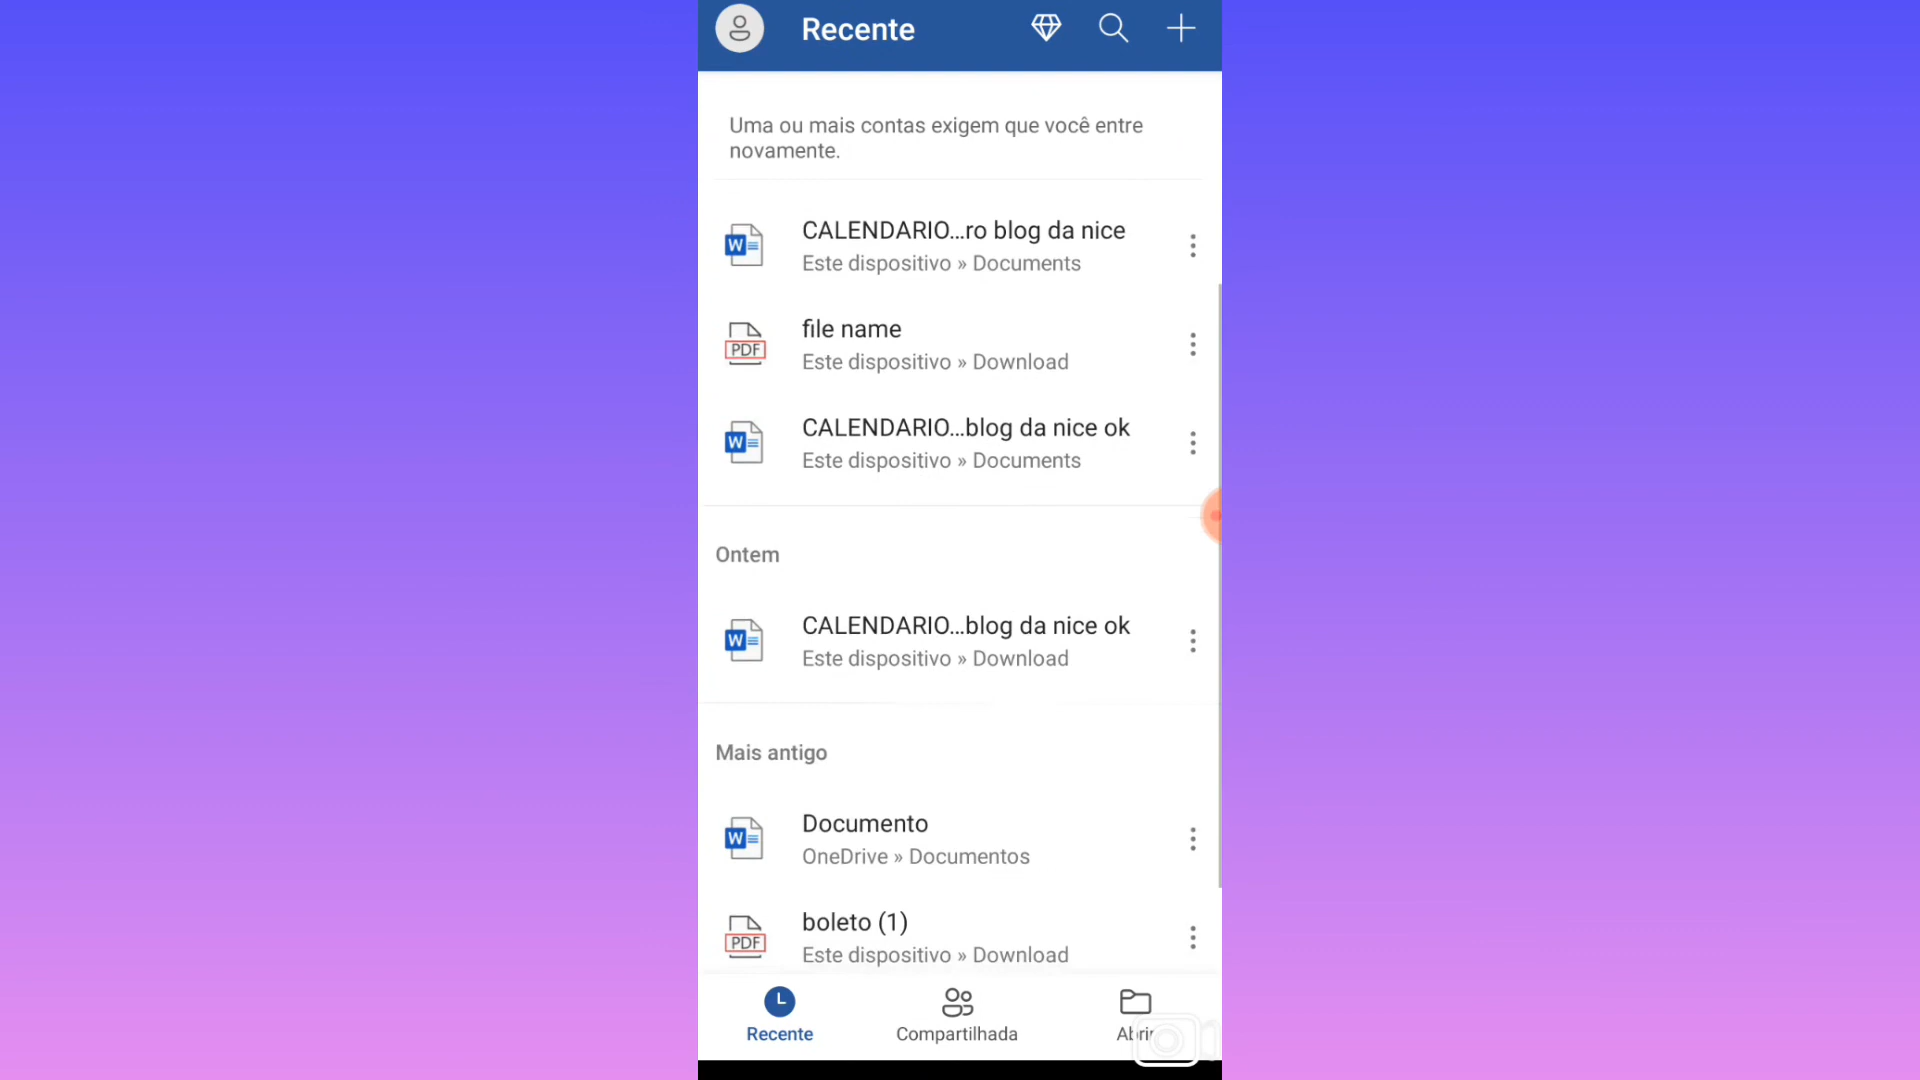 Recente
Uma ou mais contas exigem que você entre
novamente.
CALENDARIO...ro blog da nice
Este dispositivo » Documents
file name
PDF
Este dispositivo » Download
CALENDARIO...blog da nice ok
Este dispositivo » Documents
Ontem
CALENDARIO...blog da nice ok
Este dispositivo » Download
Mais antigo
Documento
OneDrive » Documentos
boleto (1)
PDF
Este dispositivo » Download
Recente
Compartilhada
Abrir